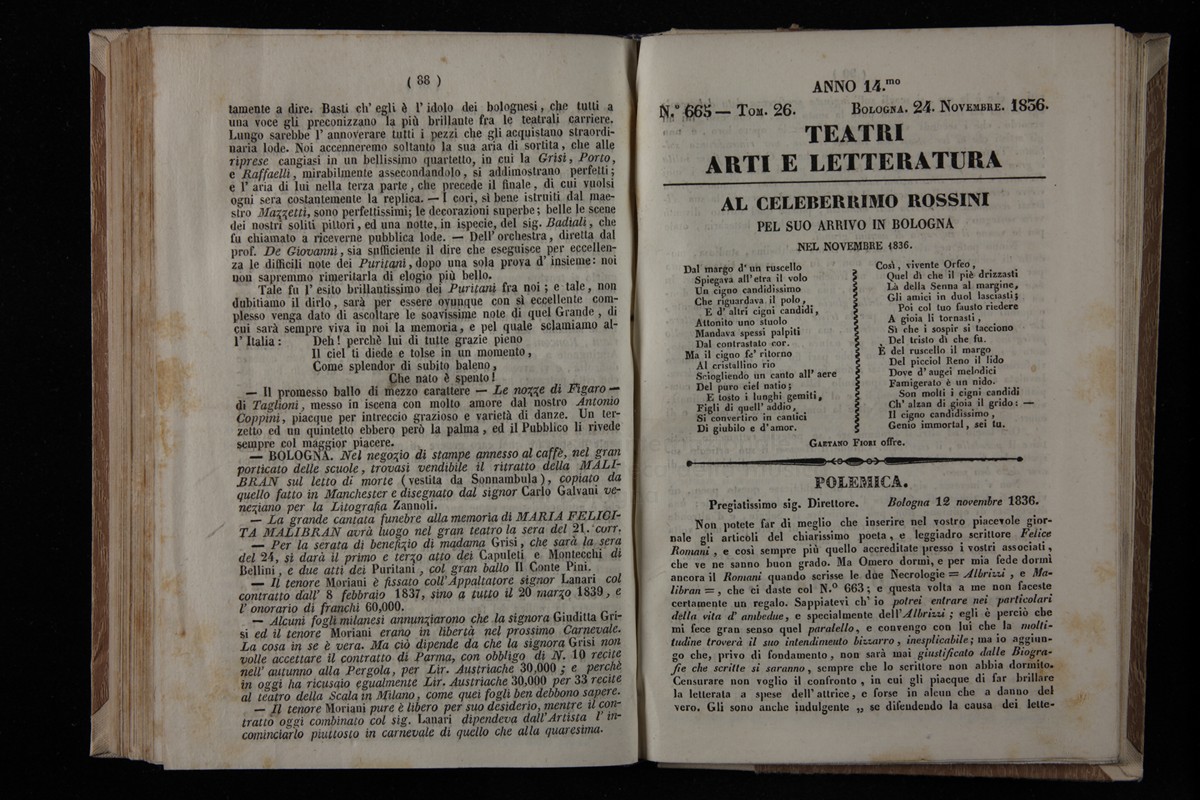 ( 88 )
tamente a dire. Basti ch' egli è l' idolo dei bolognesi, che tutti a
una voce gli preconizzano la più brillante fra le teatrali carriere.
Lungo sarebbe l' annoverare tutti i pezzi che gli acquistano straordi-
naria lode. Noi accenneremo soltanto la sua aria di sortita, che alle
riprese cangiasi in un bellissimo quartetto, in cui la Grisi, Porto,
e Raffaelli, mirabilmente assecondandolo, si addimostrano perfetti;
e l' aria di lui nella terza parte, che precede il finale, di cui vuolsi
ogni sera costantemente la replica. — I cori, sì bene istruiti dal mae-
stro Mazzetti, sono perfettissimi; le decorazioni superbe; belle le scene
dei nostri soliti pittori, ed una notte, in ispecie, del sig. Badiali, che
fu chiamato a riceverne pubblica lode. — Dell' orchestra, diretta dal
prof. De Giovanni, sia sufficiente il dire che eseguisce per eccellen-
za le difficili note dei Puritani, dopo una sola prova d' insieme: noi
non sapremmo rimeritarla di elogio più bello.
Tale fu l' esito brillantissimo dei Puritani fra noi; e tale, non
dubitiamo il dirlo, sarà per essere ovunque con sì eccellente com-
plesso venga dato di ascoltare le soavissime note di quel Grande, di
cui sarà sempre viva in noi la memoria, e pel quale sclamiamo al-
l' Italia: Deh! perchè lui di tutte grazie pieno
Il ciel ti diede e tolse in un momento,
Come splendor di subito baleno,
Che nato è spento!
— Il promesso ballo di mezzo carattere — Le nozze di Figaro —
di Taglioni, messo in iscena con molto amore dal nostro Antonio
Coppini, piacque per intreccio grazioso e varietà di danze. Un ter-
zetto ed un quintetto ebbero però la palma, ed il Pubblico li rivede
sempre col maggior piacere.
— BOLOGNA. Nel negozio di stampe annesso al caffè, nel gran
porticato delle scuole, trovasi vendibile il ritratto della MALI-
BRAN sul letto di morte (vestita da Sonnambula), copiato da
quello fatto in Manchester e disegnato dal signor Carlo Galvani ve-
neziano per la Litografia Zannoli.
— La grande cantata funebre alla memoria di MARIA FELICI-
TA MALIBRAN avrà luogo nel gran teatro la sera del 21. corr.
— Per la serata di benefizio di madama Grisi, che sarà la sera
del 24, si darà il primo e terzo atto dei Capuleti e Montecchi di
Bellini, e due atti dei Puritani, col gran ballo Il Conte Pini.
— Il tenore Moriani è fissato coll' Appaltatore signor Lanari col
contratto dall' 8 febbraio 1837, sino a tutto il 20 marzo 1839, e
l' onorario di franchi 60,000.
— Alcuni fogli milanesi annunziarono che la signora Giuditta Gri-
si ed il tenore Moriani erano in libertà nel prossimo Carnevale.
La cosa in se è vera. Ma ciò dipende da che la signora Grisi non
volle accettare il contratto di Parma, con obbligo di N. 10 recite
nell' autunno alla Pergola, per Lir. Austriache 30,000; e perchè
in oggi ha ricusato egualmente Lir. Austriache 30,000 per 33 recite
al teatro della Scala in Milano, come quei fogli ben debbono sapere.
— Il tenore Moriani pure è libero per suo desiderio, mentre il con-
tratto oggi combinato col sig. Lanari dipendeva dall' Artista l' in-
cominciarlo piuttosto in carnevale di quello che alla quaresima.
ANNO 14.mo
N.° 665 — Tom. 26. Bologna. 24. Novembre. 1836.
TEATRI
ARTI E LETTERATURA
AL CELEBERRIMO ROSSINI
PEL SUO ARRIVO IN BOLOGNA
NEL NOVEMBRE 1836.
Dal margo d' un ruscello
Spiegava all' etra il volo
Un cigno candidissimo
Che riguardava il polo,
E d' altri cigni candidi,
Attonito uno stuolo
Mandava spessi palpiti
Dal contrastato cor.
Ma il cigno fe' ritorno
Al cristallino rio
Sciogliendo un canto all' aere
Del puro ciel natio;
E tosto i lunghi gemiti,
Figli di quell' addio,
Si convertiro in cantici
Di giubilo e d' amor.
Così, vivente Orfeo,
Quel dì che il piè drizzasti
Là della Senna al margine,
Gli amici in duol lasciasti;
Poi col tuo fausto riedere
A gioia li tornasti,
Sì che i sospir si tacciono
Del tristo dì che fu.
È del ruscello il margo
Del picciol Reno il lido
Dove d' augei melodici
Famigerato è un nido.
Son molti i cigni candidi
Ch' alzan di gioia il grido: —
Il cigno candidissimo,
Genio immortal, sei tu.
Gaetano Fiori offre.
POLEMICA.
Pregiatissimo sig. Direttore. Bologna 12 novembre 1836.
Non potete far di meglio che inserire nel vostro piacevole gior-
nale gli articoli del chiarissimo poeta, e leggiadro scrittore Felice
Romani, e così sempre più quello accreditate presso i vostri associati,
che ve ne sanno buon grado. Ma Omero dormì, e per mia fede dormì
ancora il Romani quando scrisse le due Necrologie = Albrizzi, e Ma-
libran =, che ci daste col N.° 663; e questa volta a me non faceste
certamente un regalo. Sappiatevi ch' io potrei entrare nei particolari
della vita d' ambedue, e specialmente dell' Albrizzi; egli è perciò che
mi fece gran senso quel paralello, e convengo con lui che la molti-
tudine troverà il suo intendimento bizzarro, inesplicabile; ma io aggiun-
go che, privo di fondamento, non sarà mai giustificato dalle Biogra-
fie che scritte si saranno, sempre che lo scrittore non abbia dormito.
Censurare non voglio il confronto, in cui gli piacque di far brillare
la letterata a spese dell' attrice, e forse in alcun che a danno del
vero. Gli sono anche indulgente „ se difendendo la causa dei lette-